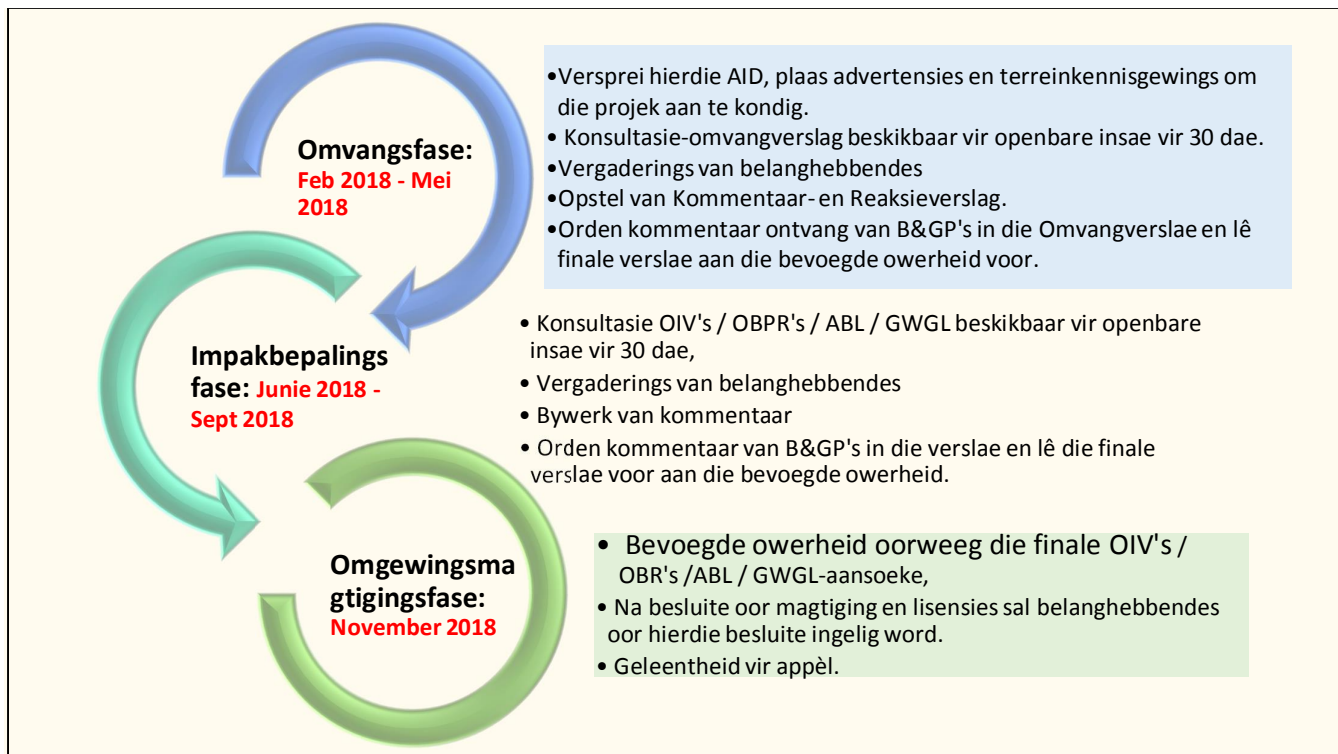 Omvangsfase:
Feb 2018 - Mei
2018
•Versprei hierdie AID, plaas advertensies en terreinkennisgewings om
die projek aan te kondig.
• Konsultasie-omvangverslag beskikbaar vir openbare insae vir 30 dae.
•Vergaderings van belanghebbendes
•Opstel van Kommentaar- en Reaksieverslag.
•Orden kommentaar ontvang van B&GP's in die Omvangverslae en lê
finale verslae aan die bevoegde owerheid voor.
Impakbepalings
fase: Junie 2018 -
Sept 2018
• Konsultasie OIV's / OBPR's / ABL / GWGL beskikbaar vir openbare
insae vir 30 dae,
• Vergaderings van belanghebbendes
• Bywerk van kommentaar
• Orden kommentaar van B&GP's in die verslae en lê die finale
verslae voor aan die bevoegde owerheid.
Omgewingsma
gtigingsfase:
November 2018
• Bevoegde owerheid oorweeg die finale OIV's /
OBR's /ABL / GWGL-aansoeke,
• Na besluite oor magtiging en lisensies sal belanghebbendes
oor hierdie besluite ingelig word.
• Geleentheid vir appèl.